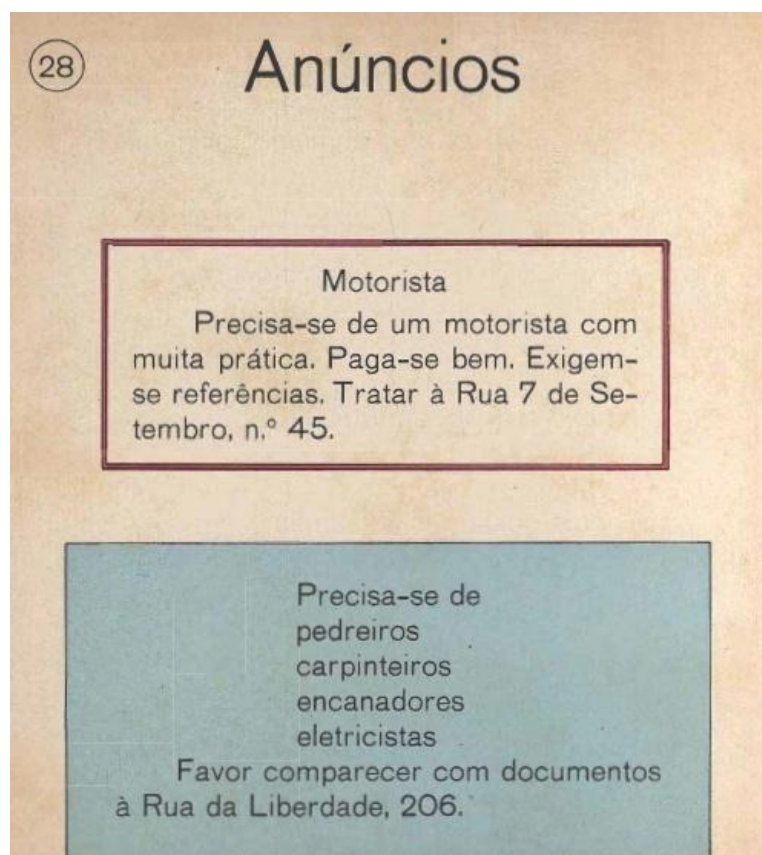 28
Anúncios
Motorista
Precisa-se de um motorista com
muita prática. Paga-se bem. Exigem-
se referências. Tratar à Rua 7 de Se-
tembro, n.º 45.
Precisa-se de
pedreiros
carpinteiros
encanadores
eletricistas
Favor comparecer com documentos
à Rua da Liberdade, 206.